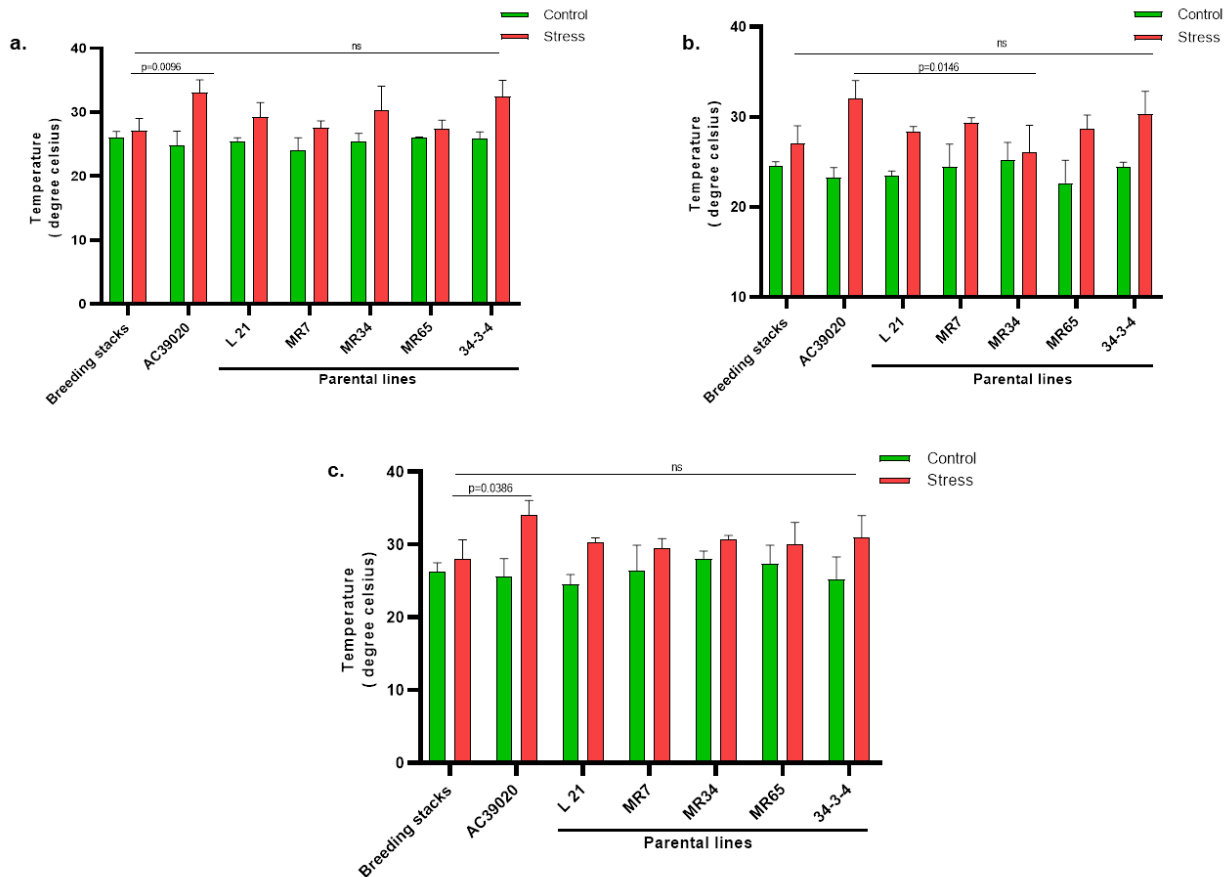 a.
Control
Stress
ns
p=0.0096
40
30
20
10
0
Temperature
( degree celsius)
Breeding stacks
AC39020
L 21
MR7
MR34
MR65
34-3-4
Parental lines
b.
Control
Stress
ns
p=0.0146
40
30
20
10
Temperature
( degree celsius)
Breeding stacks
AC39020
L 21
MR7
MR34
MR65
34-3-4
Parental lines
c.
Control
Stress
ns
p=0.0386
40
30
20
10
0
Temperature
( degree celsius)
Breeding stacks
AC39020
L 21
MR7
MR34
MR65
34-3-4
Parental lines